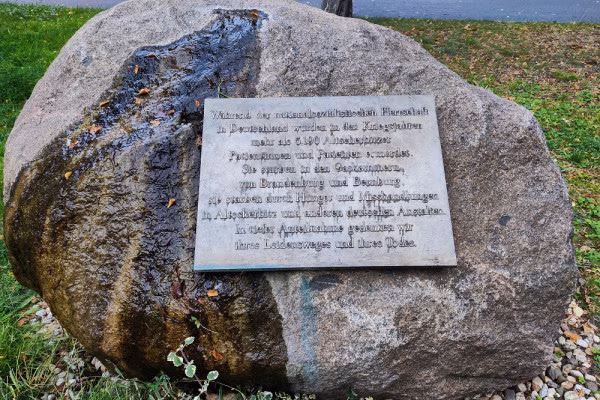 Während der nationalsozialistischen Herrschaft
in Deutschland wurden in den Kriegsjahren
mehr als Altscherbitzer
Patientinnen und Patienten ermordet.
Sie starben in den Gaskammern
von Brandenburg und Bernburg,
sie starben durch Hunger und Misshandlungen
in Altscherbitz und anderen deutschen Anstalten.
In tiefer Anteilnahme gedenken wir
ihres Leidensweges und ihres Todes.